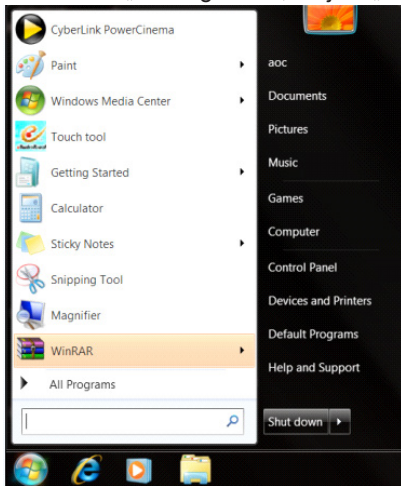 CyberLink PowerCinema
Paint
Windows Media Center
Touch tool
Getting Started
Calculator
Sticky Notes
Snipping Tool
Magnifier
WinRAR
All Programs
aoc
Documents
Pictures
Music
Games
Computer
Control Panel
Devices and Printers
Default Programs
Help and Support
Shut down